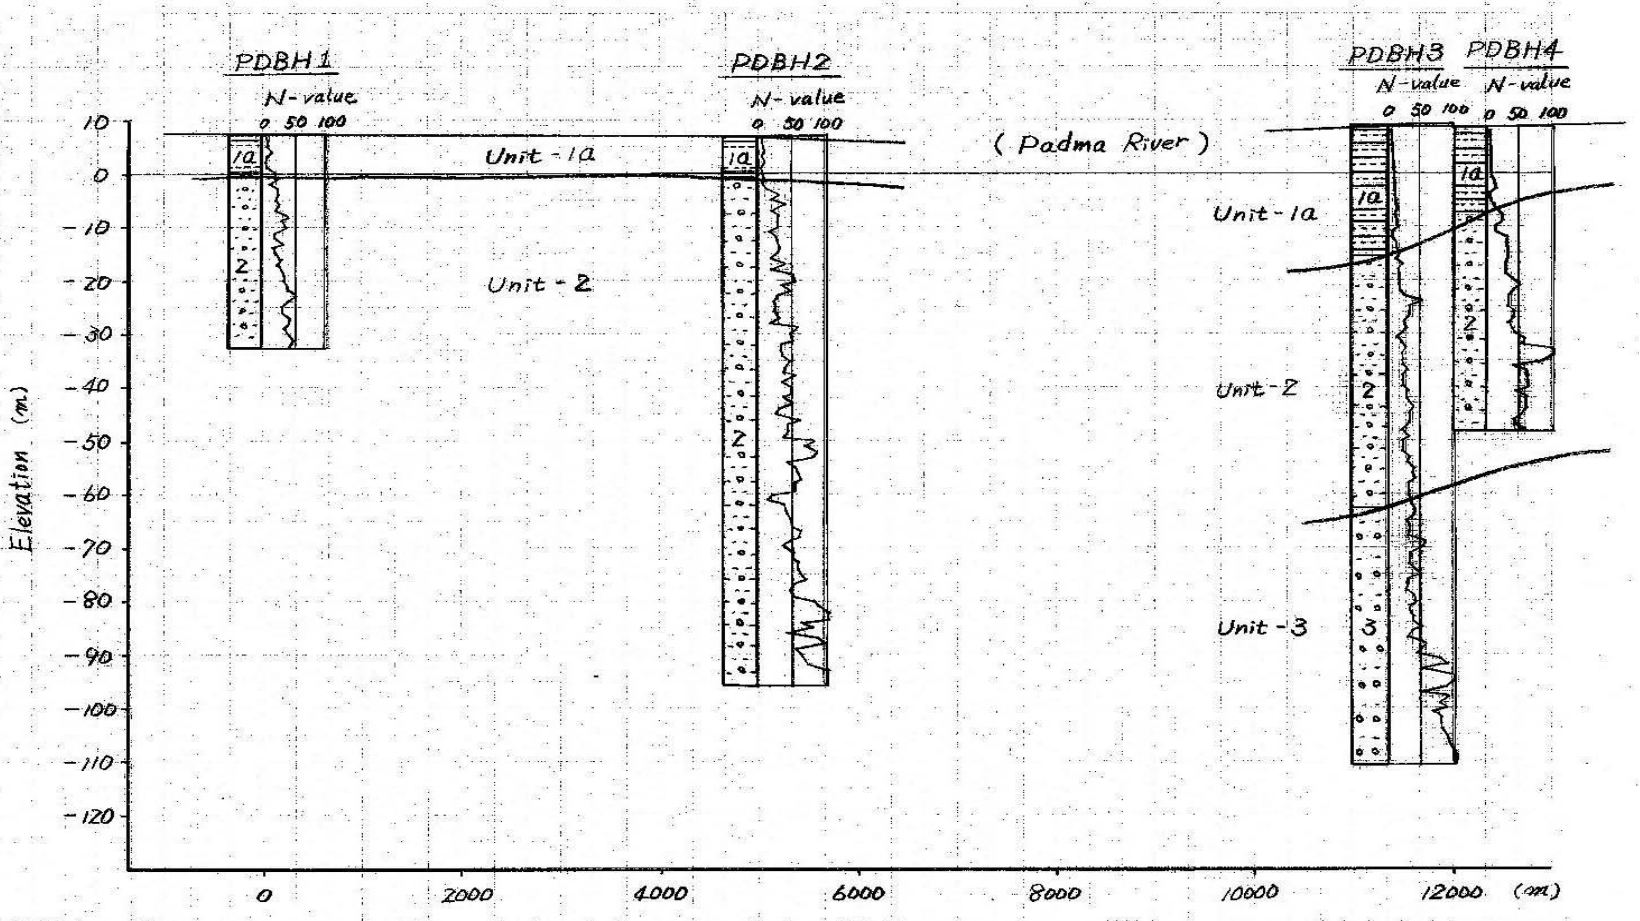 PDBH1 PDBH2 PDBH3 PDBH4
N-value N-value N-value N-value
0 50 100 0 50 100 0 50 100 0 50 100
10
0
-10
-20
-30
-40
-50
-60
-70
-80
-90
-100
-110
-120
Elevation (m)
1a
2
Unit-1a
Unit-2
1a
2
(Padma River)
Unit-1a
Unit-2
Unit-3
1a
2
3
1a
2
0 2000 4000 6000 8000 10000 12000 (m)